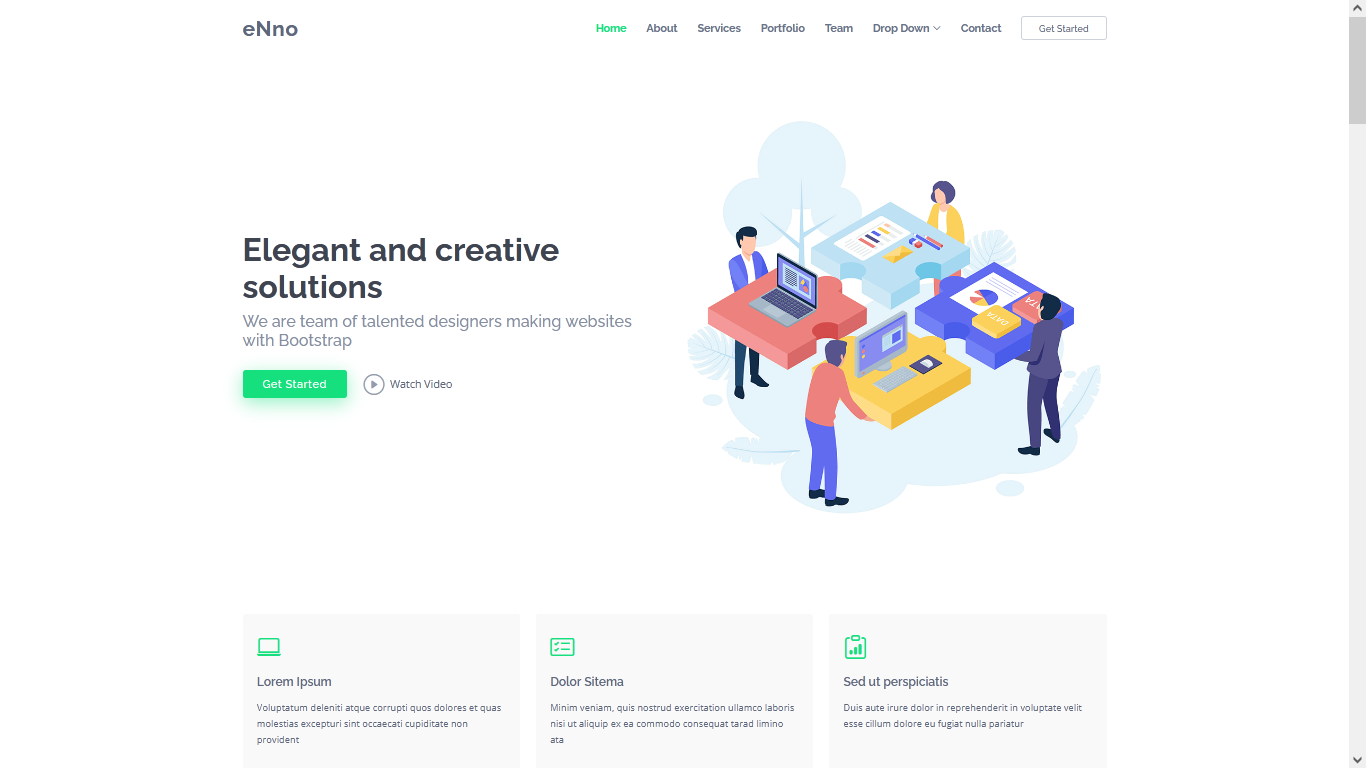 eNno
Home About Services Portfolio Team Drop Down Contact Get Started
Elegant and creative
solutions
We are team of talented designers making websites
with Bootstrap
Get Started Watch Video
DATA
Lorem Ipsum
Voluptatum deleniti atque corrupti quos dolores et quas
molestias excepturi sint occaecati cupiditate non
provident
Dolor Sitema
Minim veniam, quis nostrud exercitation ullamco laboris
nisi ut aliquip ex ea commodo consequat tarad limino
ata
Sed ut perspiciatis
Duis aute irure dolor in reprehenderit in voluptate velit
esse cillum dolore eu fugiat nulla pariatur